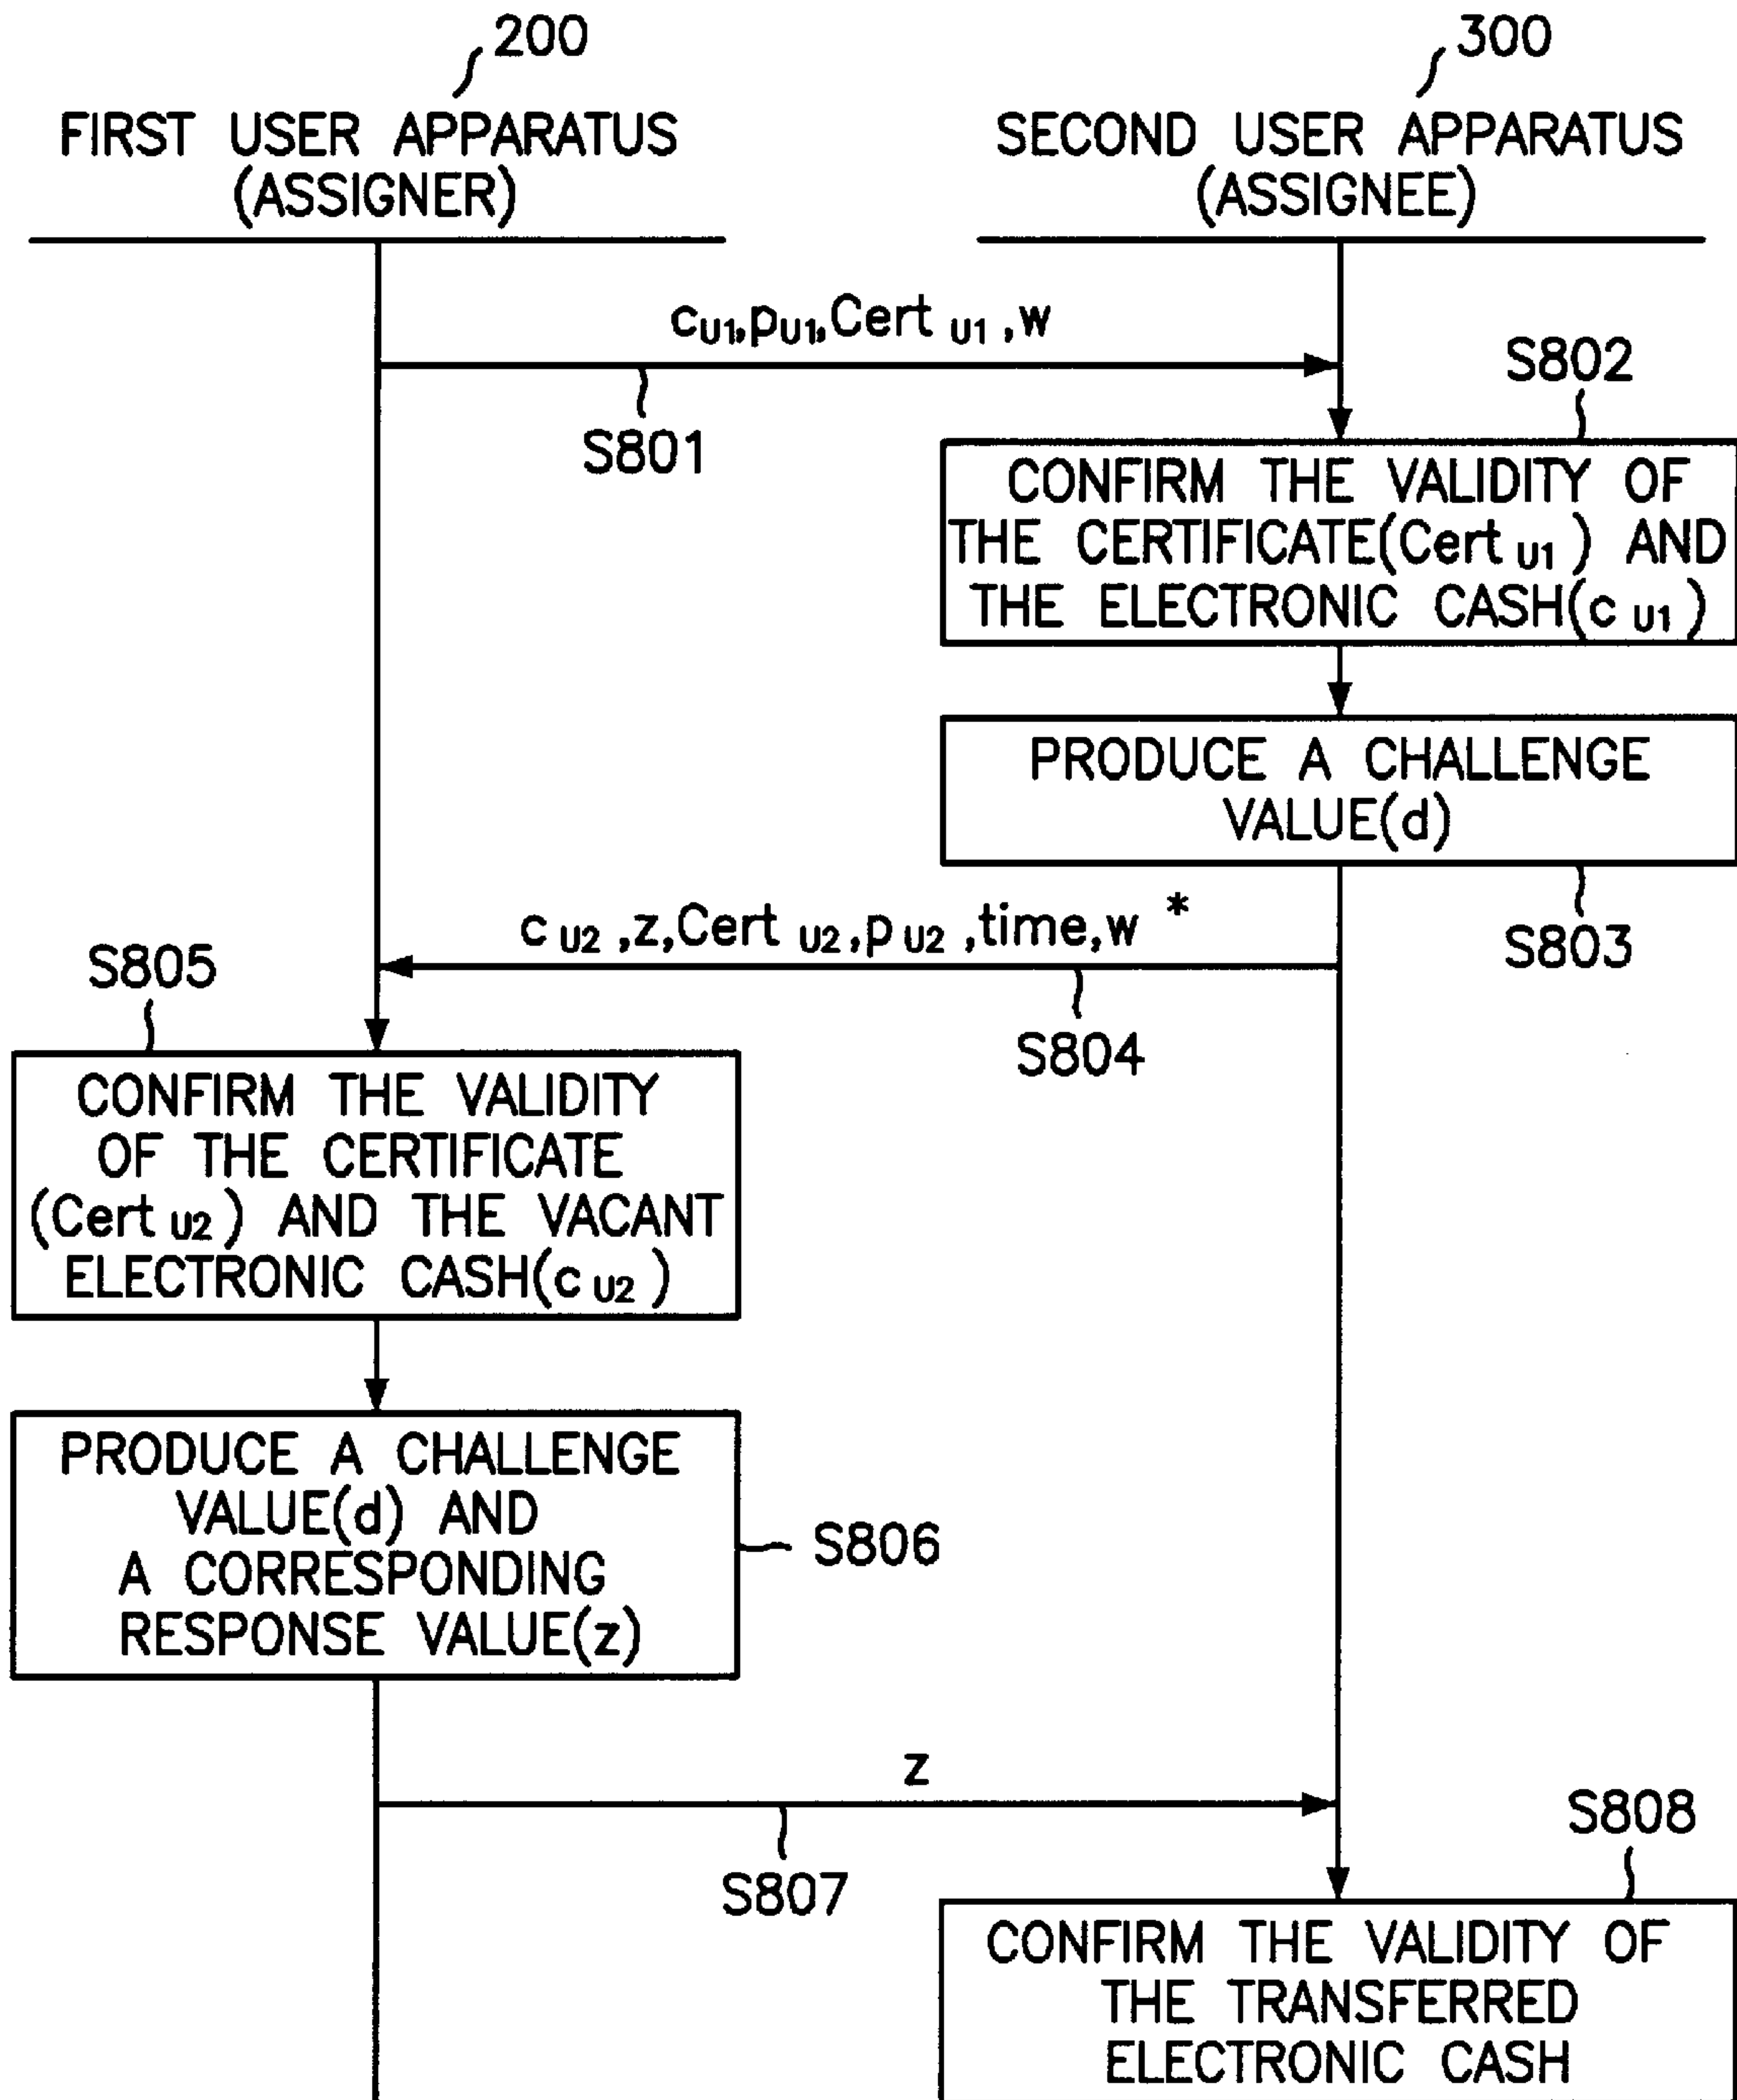 200
FIRST USER APPARATUS
(ASSIGNER)
300
SECOND USER APPARATUS
(ASSIGNEE)
cU1,pU1,Cert U1 ,w
S801
S802
CONFIRM THE VALIDITY OF
THE CERTIFICATE(Cert U1 ) AND
THE ELECTRONIC CASH(c U1 )
PRODUCE A CHALLENGE
VALUE(d)
S803
c U2 ,z,Cert U2,p U2 ,time,w *
S804
S805
CONFIRM THE VALIDITY
OF THE CERTIFICATE
(Cert U2 ) AND THE VACANT
ELECTRONIC CASH(c U2 )
PRODUCE A CHALLENGE
VALUE(d) AND
A CORRESPONDING
RESPONSE VALUE(z)
S806
z
S807
S808
CONFIRM THE VALIDITY OF
THE TRANSFERRED
ELECTRONIC CASH